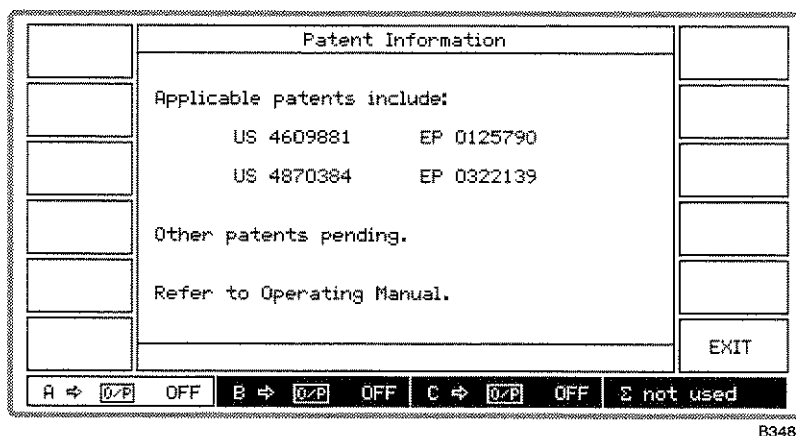 Patent Information
Applicable patents include:
US 4609881 EP 0125790
US 4870384 EP 0322139
Other patents pending.
Refer to Operating Manual.
EXIT
A ⇨ O/P OFF B ⇨ O/P OFF C ⇨ O/P OFF Σ not used
B348